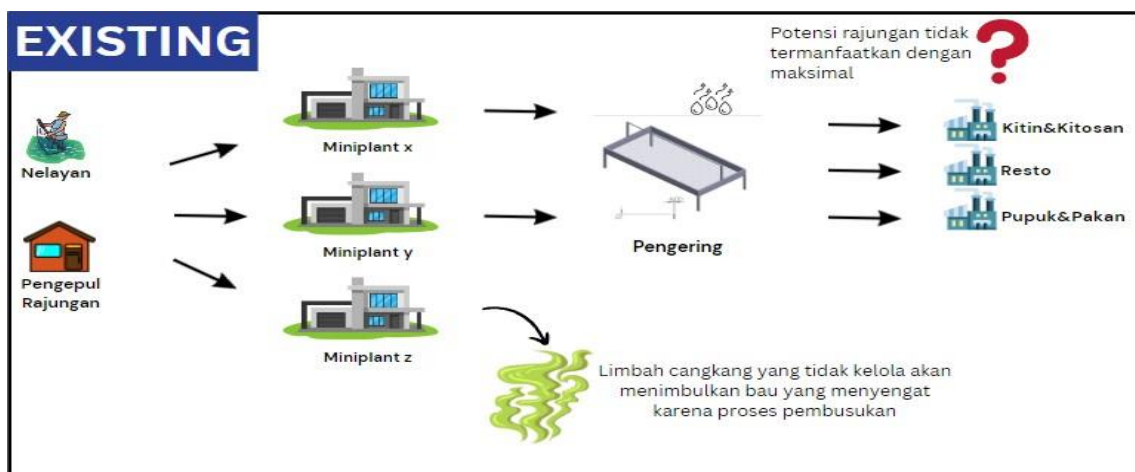 EXISTING
Potensi rajungan tidak
termanfaatkan dengan
maksimal
?
Nelayan
Pengepul
Rajungan
Miniplant x
Miniplant y
Miniplant z
Pengering
Kitin&Kitosan
Resto
Pupuk&Pakan
Limbah cangkang yang tidak kelola akan
menimbulkan bau yang menyengat
karena proses pembusukan